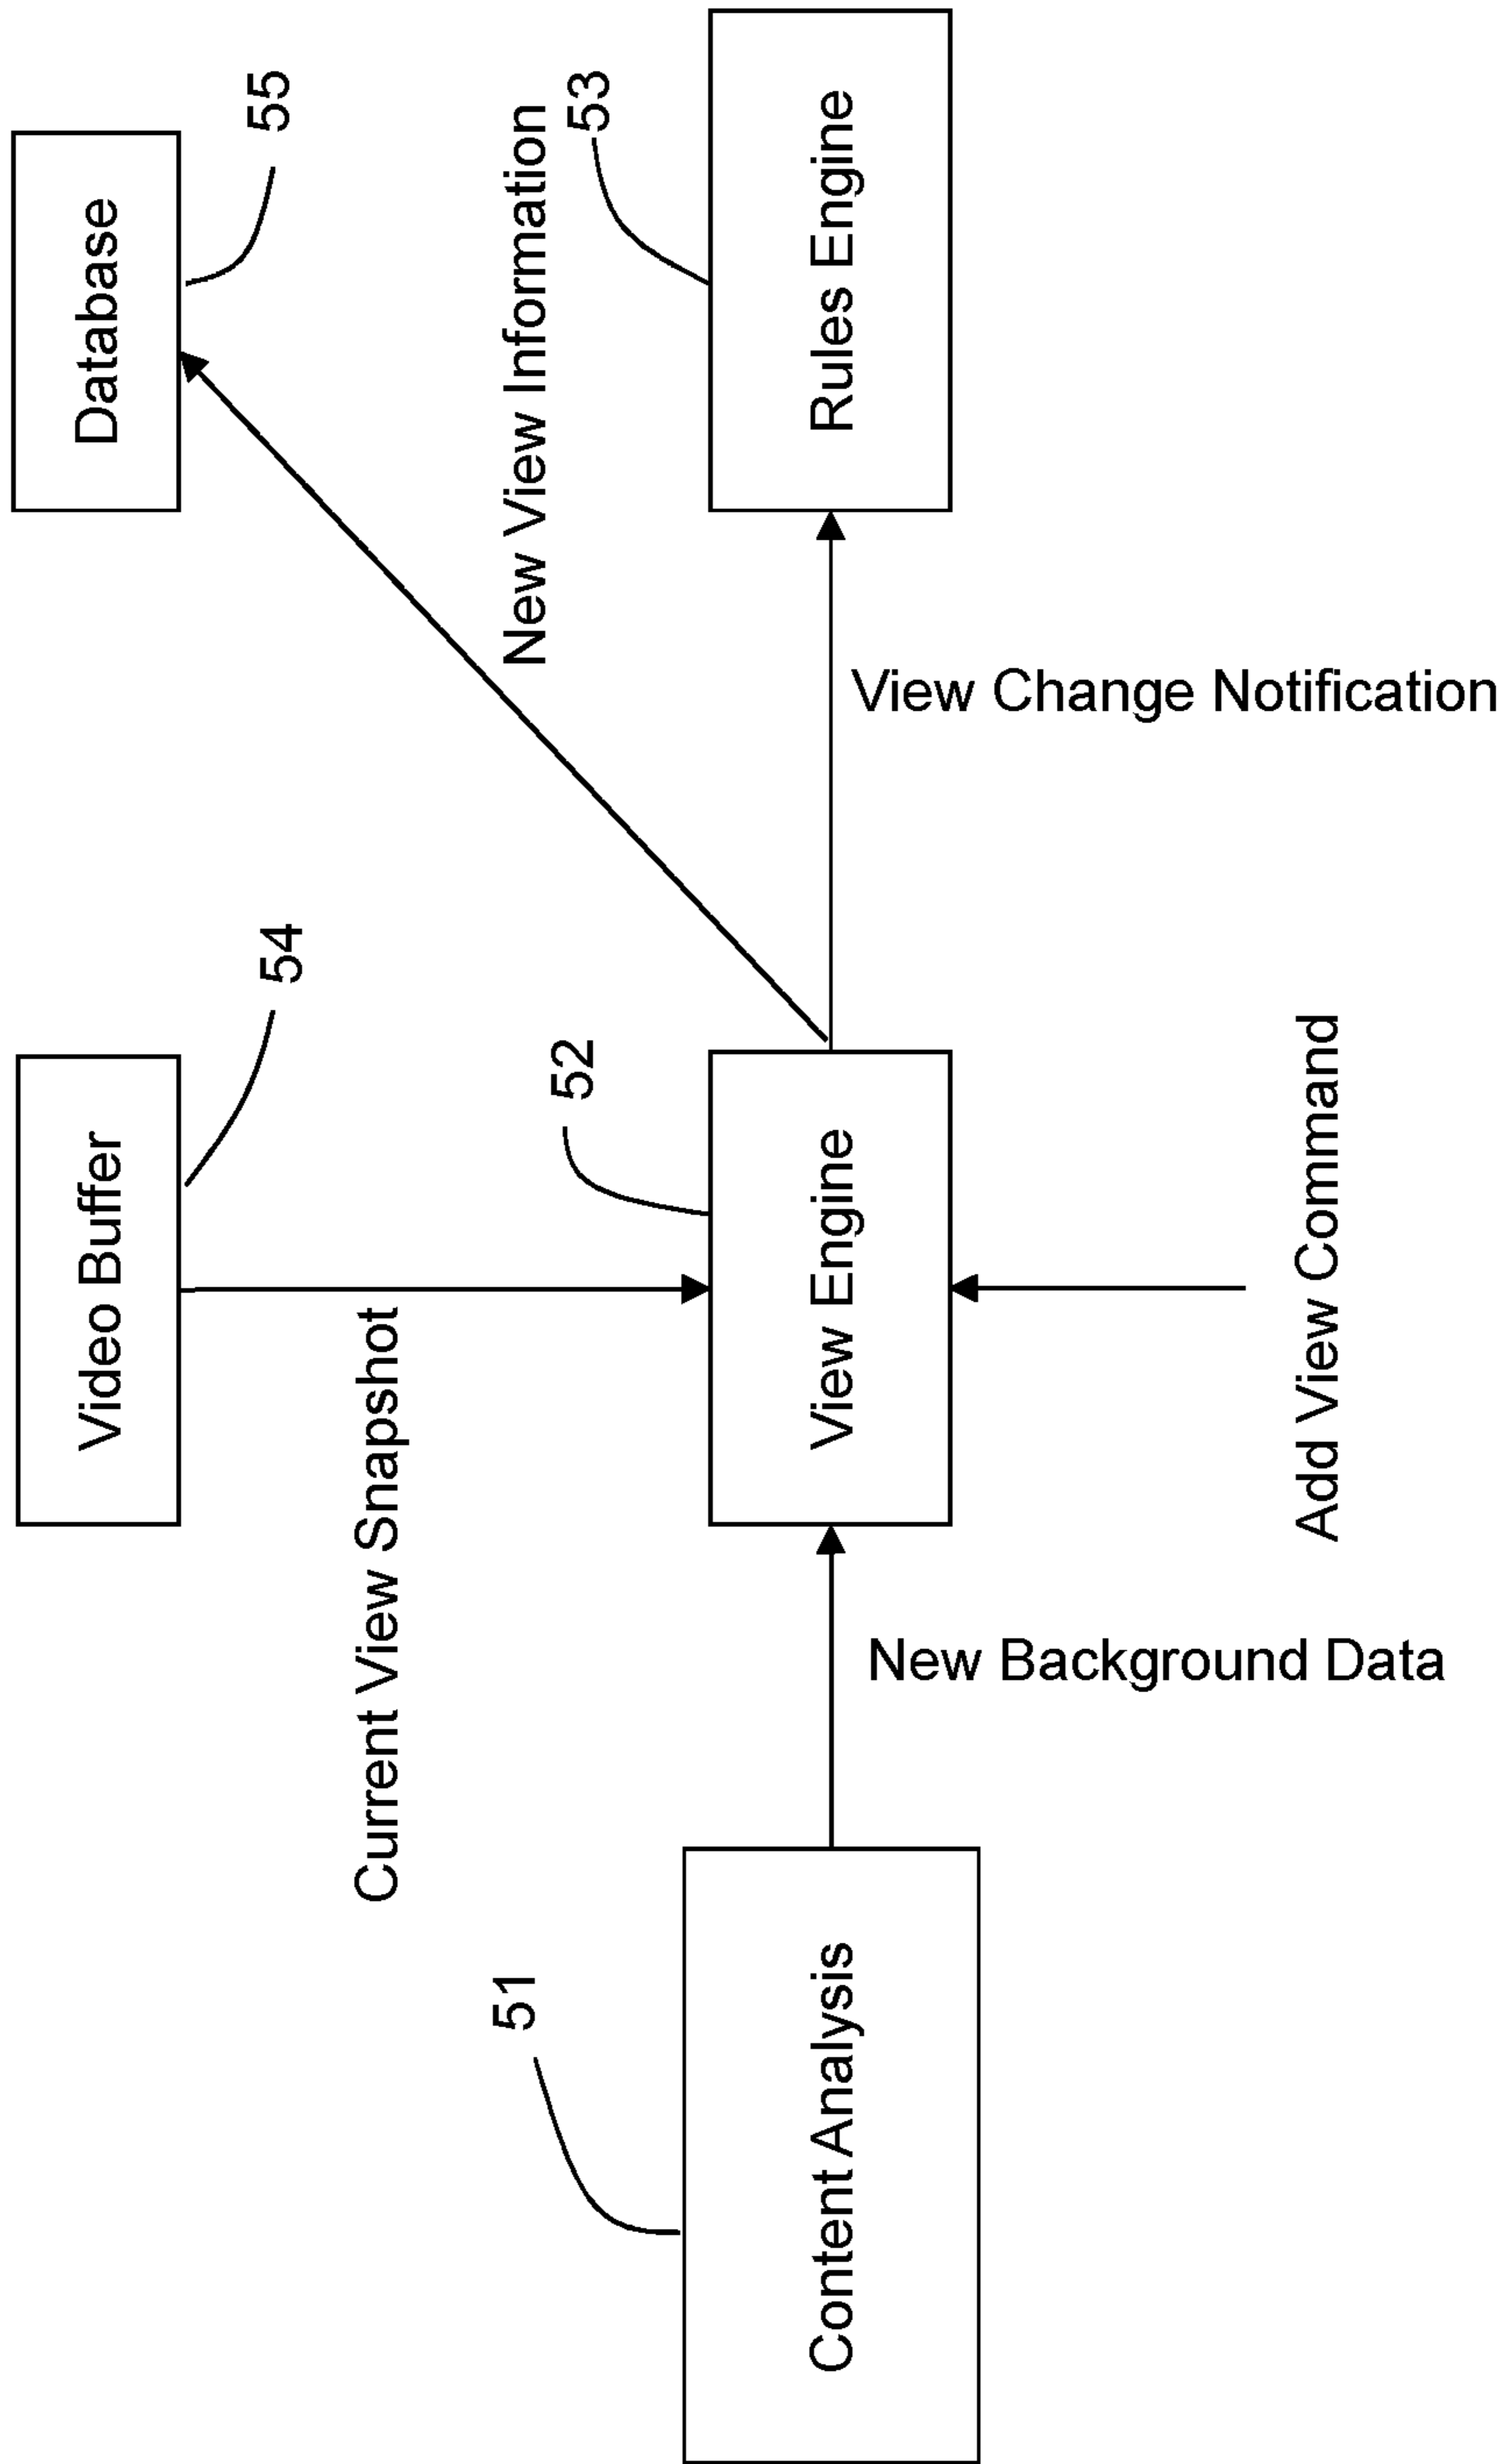 Database
55
New View Information
53
Rules Engine
View Change Notification
Video Buffer
54
52
View Engine
Current View Snapshot
Add View Command
New Background Data
51
Content Analysis